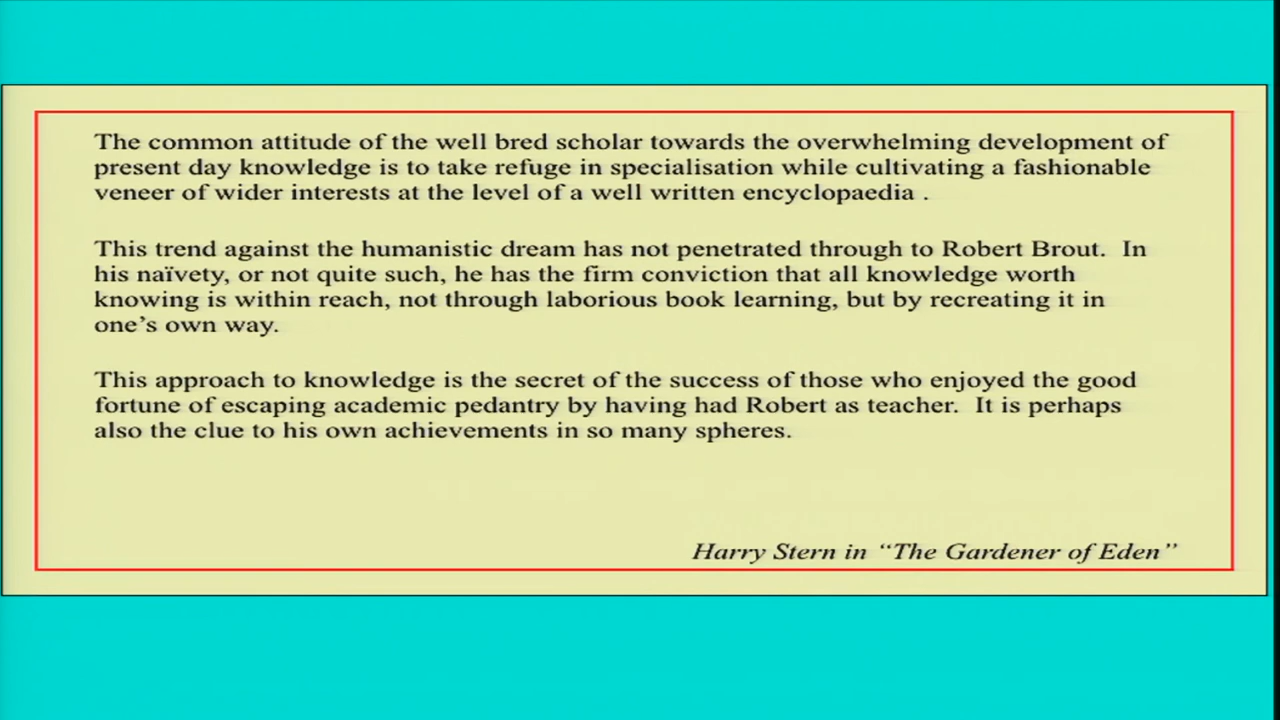 The common attitude of the well bred scholar towards the overwhelming development of
present day knowledge is to take refuge in specialisation while cultivating a fashionable
veneer of wider interests at the level of a well written encyclopaedia .
This trend against the humanistic dream has not penetrated through to Robert Brout. In
his naïvety, or not quite such, he has the firm conviction that all knowledge worth
knowing is within reach, not through laborious book learning, but by recreating it in
one's own way.
This approach to knowledge is the secret of the success of those who enjoyed the good
fortune of escaping academic pedantry by having had Robert as teacher. It is perhaps
also the clue to his own achievements in so many spheres.
Harry Stern in “The Gardener of Eden”